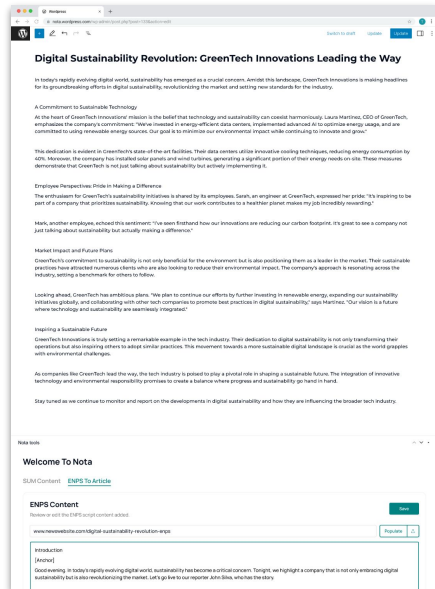 Wordpress
nota.wordpress.com
Switch to draft Update Update
Digital Sustainability Revolution: GreenTech Innovations Leading the Way
In today's rapidly evolving digital world, sustainability has emerged as a crucial concern. Amidst this landscape, GreenTech Innovations is making headlines
for its groundbreaking efforts in digital sustainability, revolutionizing the market and setting new standards for the industry.
A Commitment to Sustainable Technology
At the heart of GreenTech Innovations' mission is the belief that technology and sustainability can coexist harmoniously. Laura Martinez, CEO of GreenTech,
emphasizes the company's commitment: "We've invested in energy-efficient data centers, implemented advanced AI to optimize energy usage, and are
committed to using renewable energy sources. Our goal is to minimize our environmental impact while continuing to innovate and grow."
This dedication is evident in GreenTech's state-of-the-art facilities. Their data centers utilize innovative cooling techniques, reducing energy consumption by
40%. Moreover, the company has installed solar panels and wind turbines, generating a significant portion of their energy needs on-site. These measures
demonstrate that GreenTech is not just talking about sustainability but actively implementing it.
Employee Perspectives: Pride in Making a Difference
The enthusiasm for GreenTech's sustainability initiatives is shared by its employees. Sarah, an engineer at GreenTech, expressed her pride: "It's inspiring to be
part of a company that prioritizes sustainability. Knowing that our work contributes to a healthier planet makes my job incredibly rewarding."
Mark, another employee, echoed this sentiment: "I've seen firsthand how our innovations are reducing our carbon footprint. It's great to see a company not
just talking about sustainability but actually making a difference."
Market Impact and Future Plans
GreenTech's commitment to sustainability is not only beneficial for the environment but is also positioning them as a leader in the market. Their sustainable
practices have attracted numerous clients who are also looking to reduce their environmental impact. The company's approach is resonating across the
industry, setting a benchmark for others to follow.
Looking ahead, GreenTech has ambitious plans. "We plan to continue our efforts by further investing in renewable energy, expanding our sustainability
initiatives globally, and collaborating with other tech companies to promote best practices in digital sustainability," says Martinez. "Our vision is a future
where technology and sustainability are seamlessly integrated."
Inspiring a Sustainable Future
GreenTech Innovations is truly setting a remarkable example in the tech industry. Their dedication to digital sustainability is not only transforming their
operations but also inspiring others to adopt similar practices. This movement towards a more sustainable digital landscape is crucial as the world grapples
with environmental challenges.
As companies like GreenTech lead the way, the tech industry is poised to play a pivotal role in shaping a sustainable future. The integration of innovative
technology and environmental responsibility promises to create a balance where progress and sustainability go hand in hand.
Stay tuned as we continue to monitor and report on the developments in digital sustainability and how they are influencing the broader tech industry.
Nota tools
Welcome To Nota
SUM Content ENPS To Article
ENPS Content
Review or edit the ENPS script content added.
Save
www.newswebsite.com/digital-sustainability-revolution-enps
Populate
Introduction
[Anchor]
Good evening. In today's rapidly evolving digital world, sustainability has become a critical concern. Tonight, we highlight a company that is not only embracing digital
sustainability but is also revolutionizing the market. Let's go live to our reporter John Silva, who has the story.